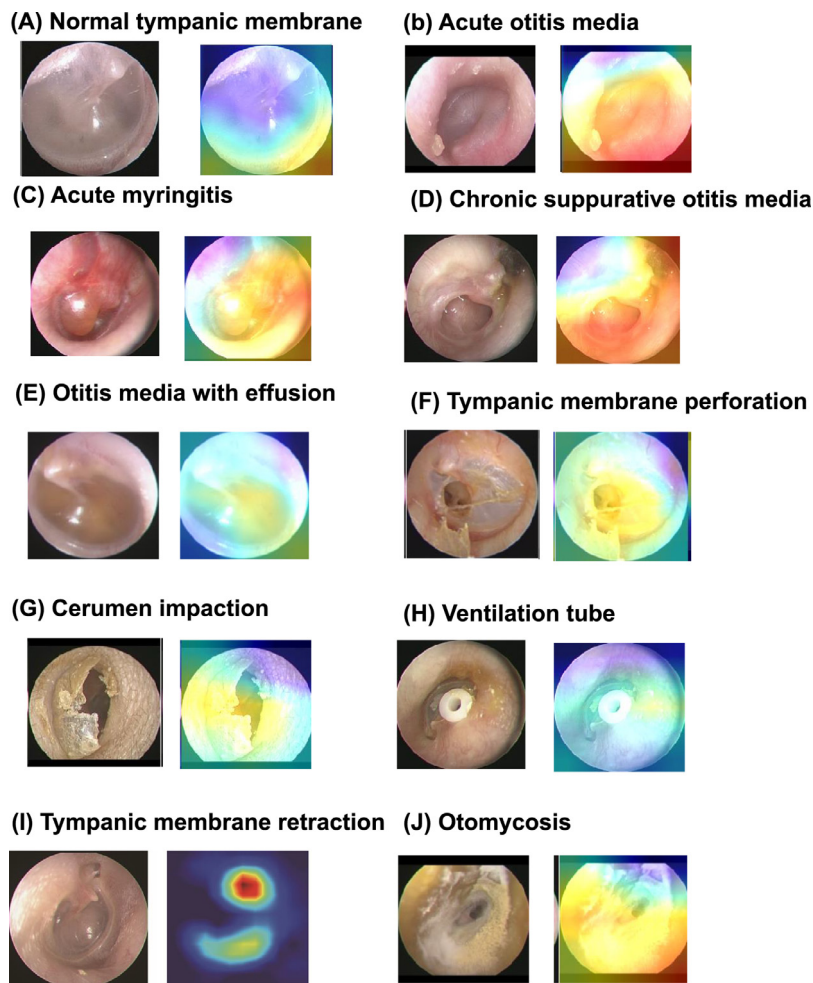 (A) Normal tympanic membrane
(b) Acute otitis media
(C) Acute myringitis
(D) Chronic suppurative otitis media
(E) Otitis media with effusion
(F) Tympanic membrane perforation
(G) Cerumen impaction
(H) Ventilation tube
(I) Tympanic membrane retraction
(J) Otomycosis